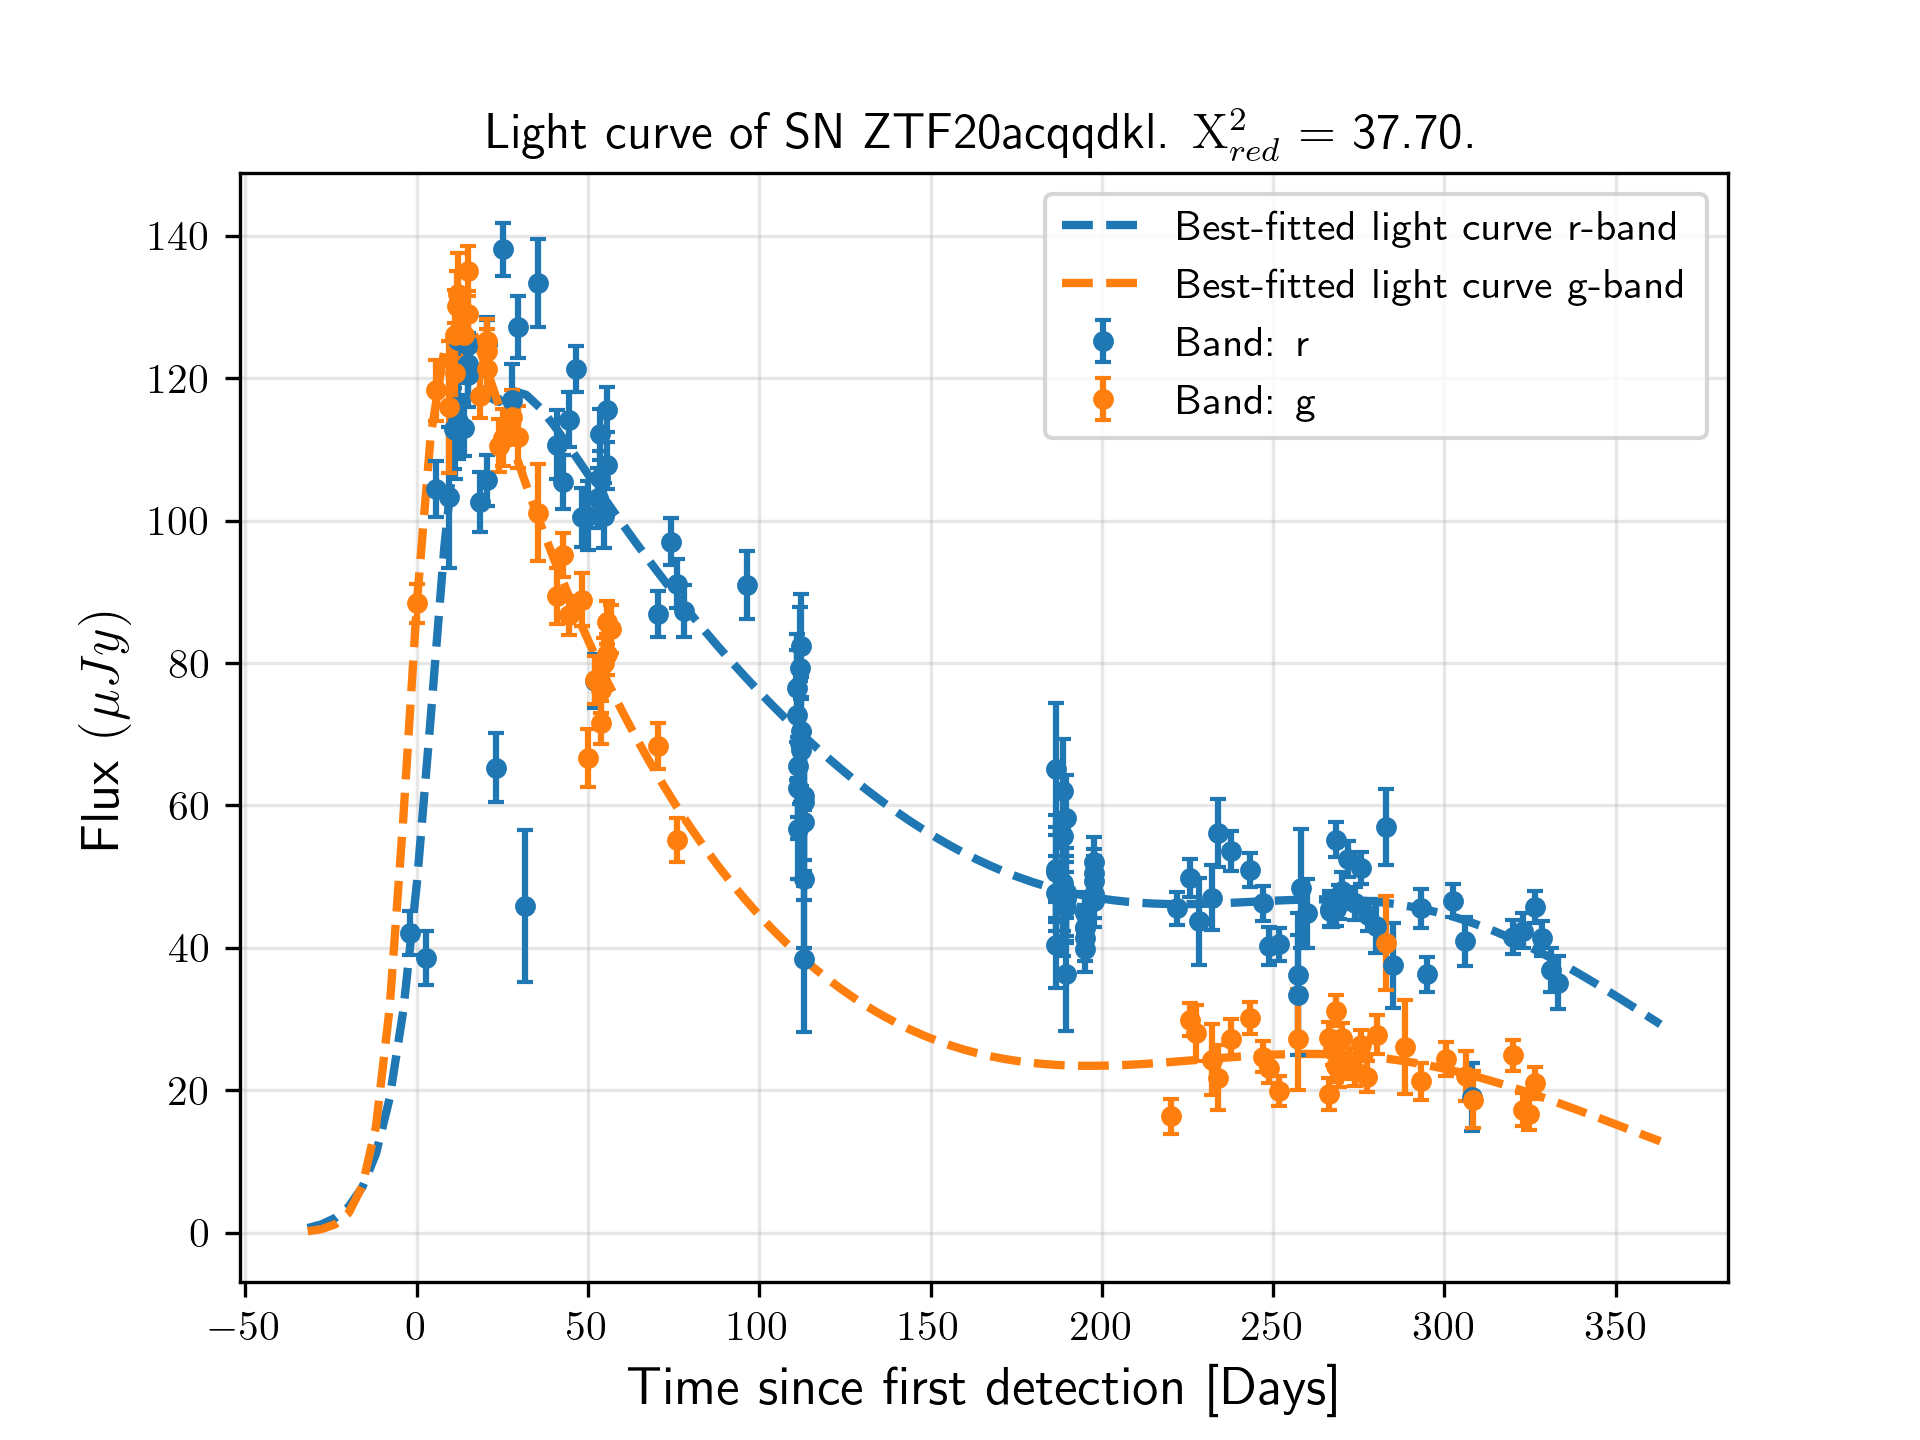 Light curve of SN ZTF20acqqdkl. X²_red = 37.70.
Best-fitted light curve r-band
Best-fitted light curve g-band
Band: r
Band: g
140
120
100
80
60
40
20
0
Flux (μJy)
−50 0 50 100 150 200 250 300 350
Time since first detection [Days]